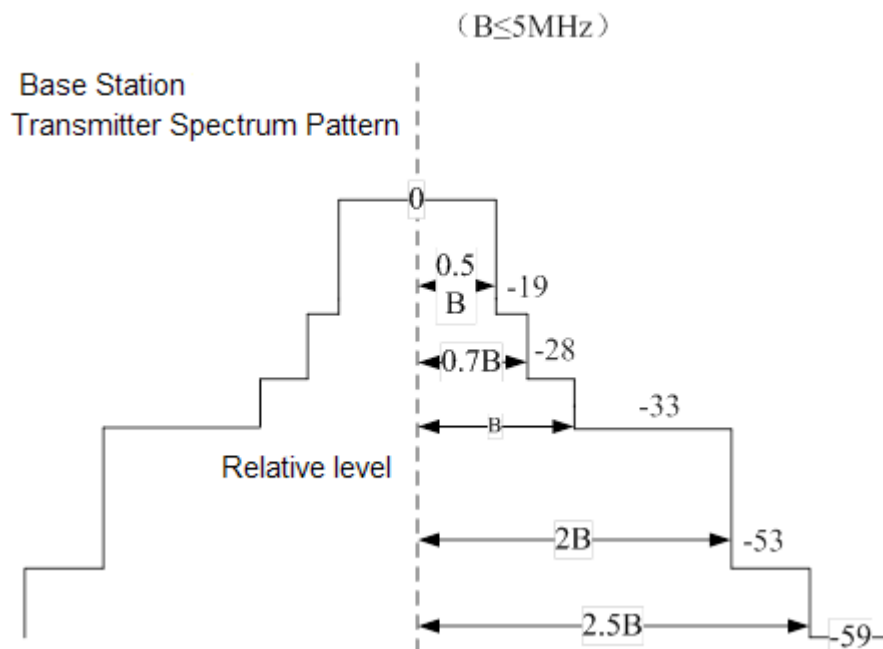 （B≤5MHz）
Base Station
Transmitter Spectrum Pattern
0
0.5
B
-19
0.7B
-28
B
-33
Relative level
2B
-53
2.5B
-59